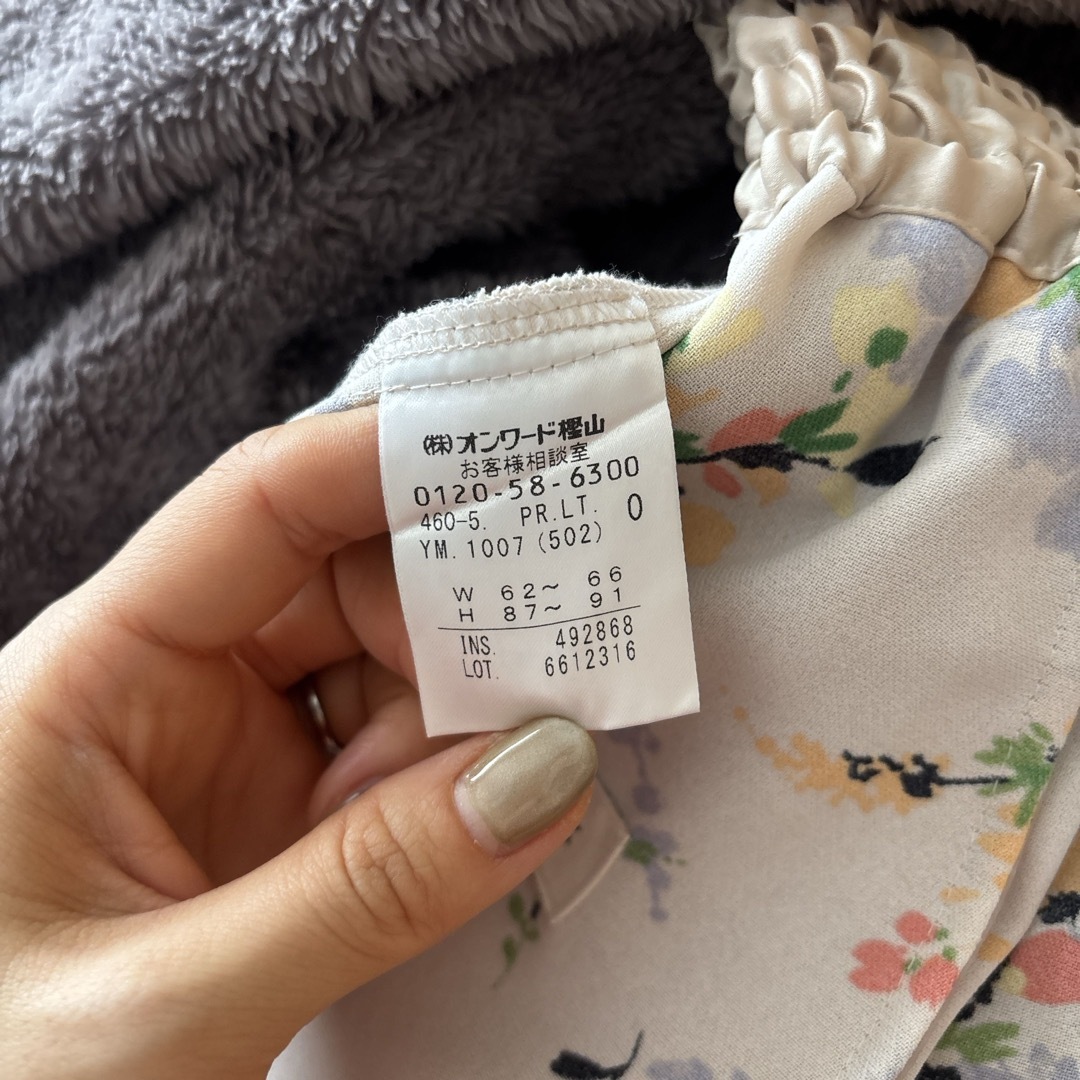 ㈱オンワード樫山
お客様相談室
0120-58-6300
460-5. PR.LT. 0
YM. 1007 (502)
W 62～ 66
H 87～ 91
INS. 492868
LOT. 6612316